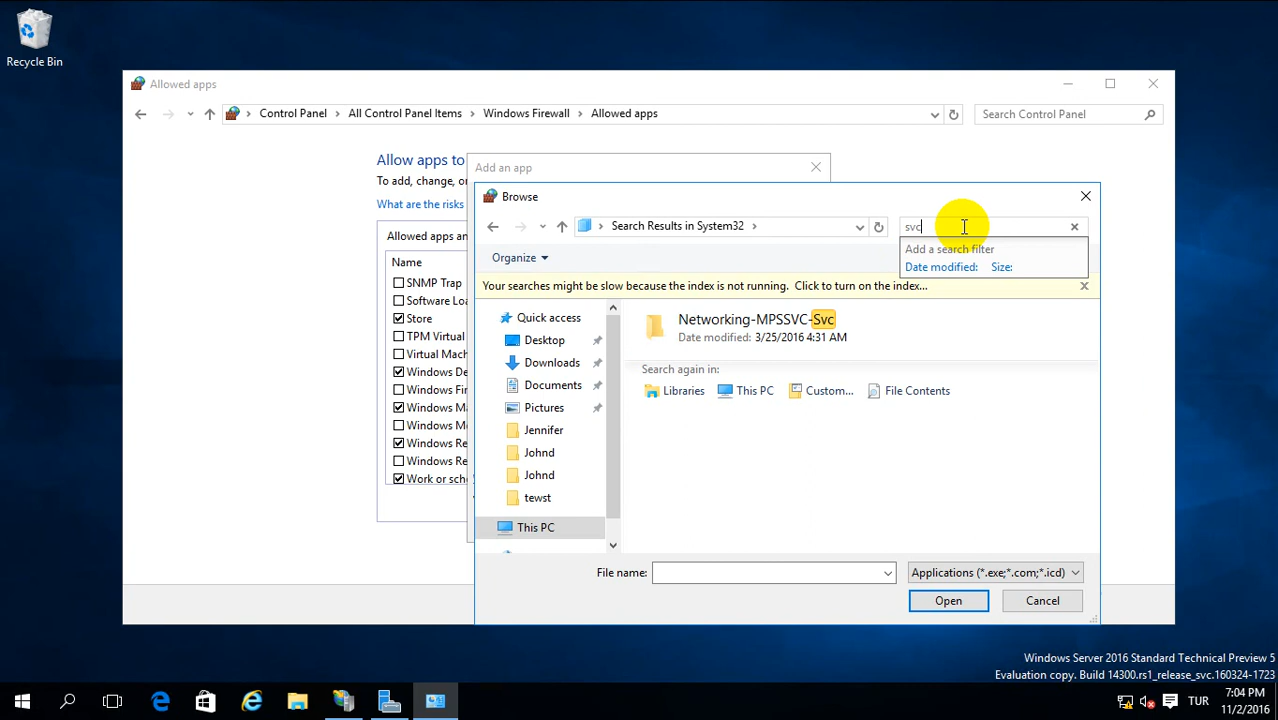 Recycle Bin
Allowed apps
Control Panel > All Control Panel Items > Windows Firewall > Allowed apps
Search Control Panel
Allow apps to
To add, change, or
What are the risks
Allowed apps an
Name
SNMP Trap
Software Loa
Store
TPM Virtual
Virtual Mach
Windows De
Windows Fir
Windows Ma
Windows M
Windows Re
Windows Re
Work or scho
Add an app
Browse
Search Results in System32
svc
Add a search filter
Date modified: Size:
Organize
Your searches might be slow because the index is not running. Click to turn on the index...
Quick access
Desktop
Downloads
Documents
Pictures
Jennifer
Johnd
Johnd
tewst
This PC
Networking-MPSSVC-Svc
Date modified: 3/25/2016 4:31 AM
Search again in:
Libraries This PC Custom... File Contents
File name:
Applications (*.exe;*.com;*.icd)
Open Cancel
Windows Server 2016 Standard Technical Preview 5
Evaluation copy. Build 14300.rs1_release_svc.160324-1723
TUR
7:04 PM
11/2/2016